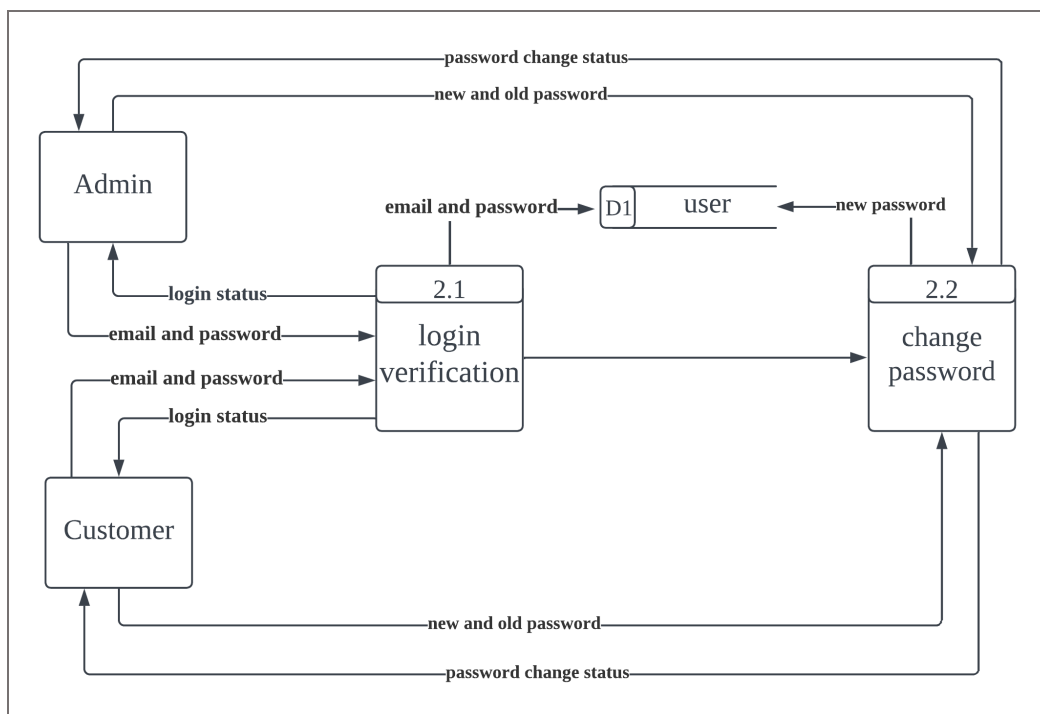 password change status
new and old password
Admin
email and password
D1
user
new password
2.1
2.2
login status
login
verification
change
password
email and password
email and password
login status
Customer
new and old password
password change status